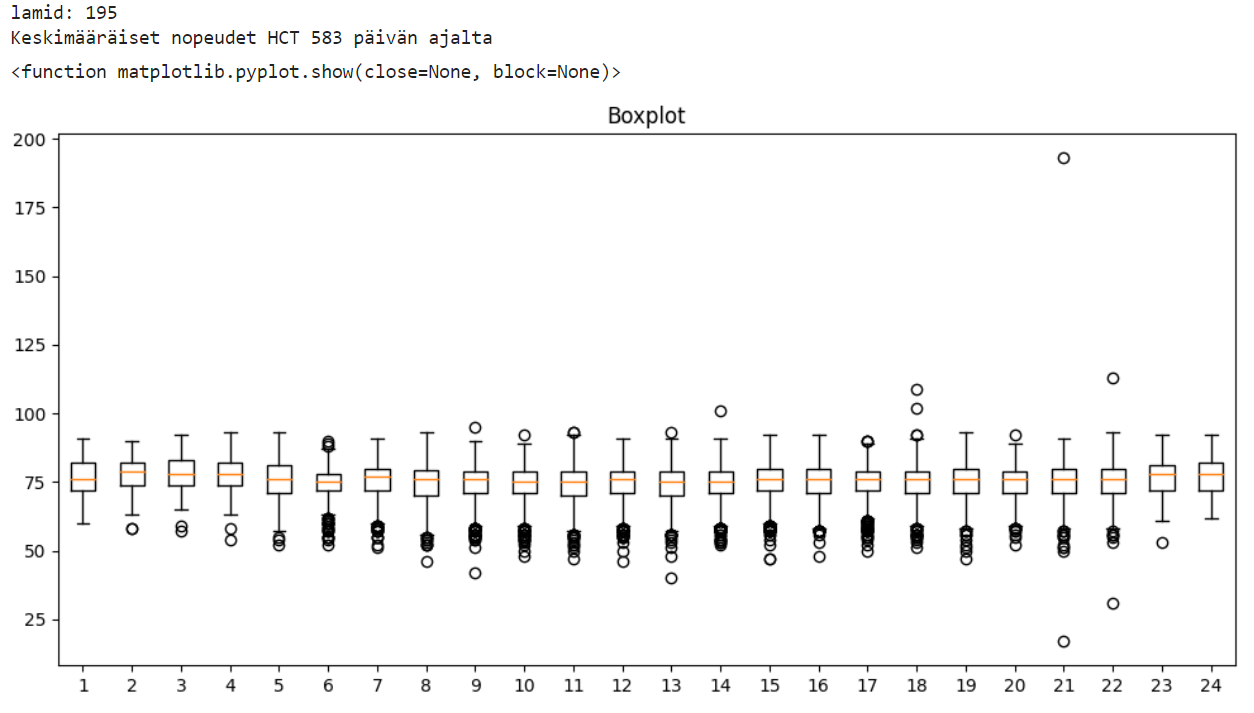 lamid: 195
Keskimääräiset nopeudet HCT 583 päivän ajalta
<function matplotlib.pyplot.show(close=None, block=None)>
Boxplot
200
175
150
125
100
75
50
25
1 2 3 4 5 6 7 8 9 10 11 12 13 14 15 16 17 18 19 20 21 22 23 24